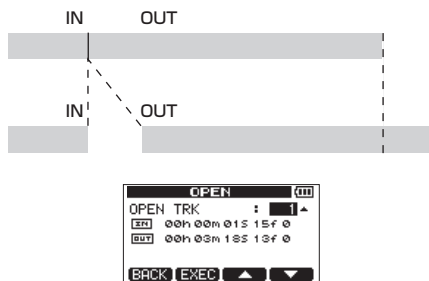 IN OUT
IN OUT
OPEN
OPEN TRK : 1
IN 00h 00m 01s 15f 0
OUT 00h 03m 18s 13f 0
BACK EXEC